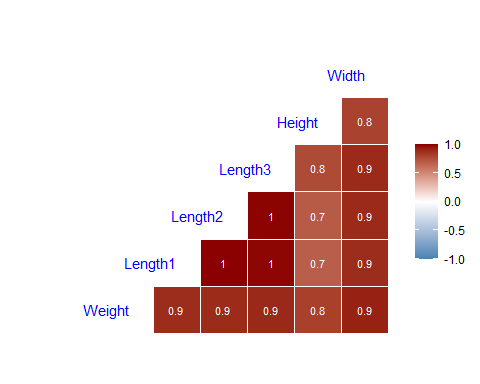 Width
Height 0.8
Length3 0.8 0.9
Length2 1 0.7 0.9
Length1 1 1 0.7 0.9
Weight 0.9 0.9 0.9 0.8 0.9
1.0
0.5
0.0
-0.5
-1.0